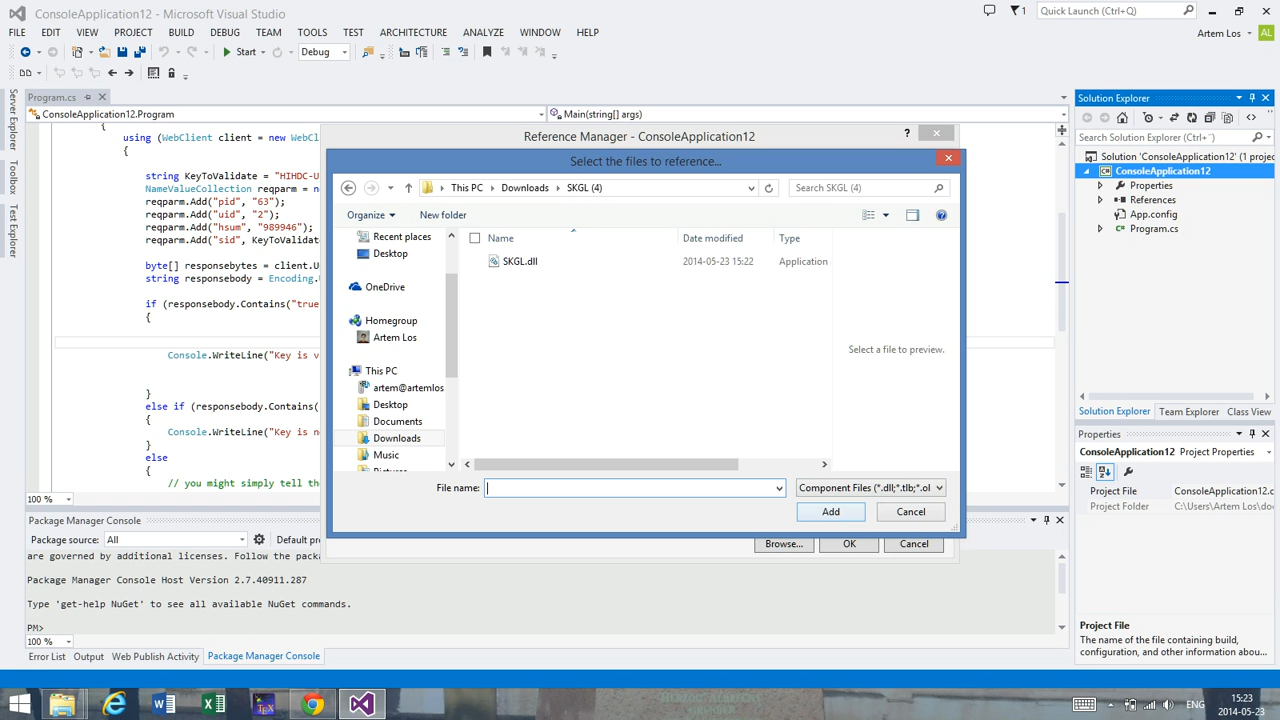 ConsoleApplication12 - Microsoft Visual Studio
1
Quick Launch (Ctrl+Q)
FILE EDIT VIEW PROJECT BUILD DEBUG TEAM TOOLS TEST ARCHITECTURE ANALYZE WINDOW HELP
Artem Los
AL
Start
Debug
Server Explorer
Toolbox
Test Explorer
Program.cs
ConsoleApplication12.Program
Main(string[] args)
{
using (WebClient client = new WebC
{
string KeyToValidate = "HIHDC-U
NameValueCollection reqparm = n
reqparm.Add("pid", "63");
reqparm.Add("uid", "2");
reqparm.Add("hsum", "989946");
reqparm.Add("sid", KeyToValidat
byte[] responsebytes = client.U
string responsebody = Encoding.
if (responsebody.Contains("true
{
Console.WriteLine("Key is v
}
else if (responsebody.Contains(
{
Console.WriteLine("Key is n
}
else
{
// you might simply tell th
100 %
Reference Manager - ConsoleApplication12
?
Select the files to reference...
This PC
Downloads
SKGL (4)
Search SKGL (4)
Organize
New folder
Recent places
Desktop
OneDrive
Homegroup
Artem Los
This PC
artem@artemlos
Desktop
Documents
Downloads
Music
Name
Date modified
Type
SKGL.dll
2014-05-23 15:22
Application
Select a file to preview.
File name:
Component Files (*.dll;*.tlb;*.ol
Add
Cancel
Browse...
OK
Cancel
Solution Explorer
Search Solution Explorer (Ctrl+¨)
Solution 'ConsoleApplication12' (1 projec
ConsoleApplication12
Properties
References
App.config
Program.cs
Solution Explorer
Team Explorer
Class View
Properties
ConsoleApplication12 Project Properties
Project File
ConsoleApplication12.c
Project Folder
C:\Users\Artem Los\doc
Project File
The name of the file containing build,
configuration, and other information abou...
Package Manager Console
Package source:
All
Default pr
are governed by additional licenses. Follow the packa
Package Manager Console Host Version 2.7.40911.287
Type 'get-help NuGet' to see all available NuGet commands.
PM>
100 %
Error List
Output
Web Publish Activity
Package Manager Console
ENG
15:23
2014-05-23